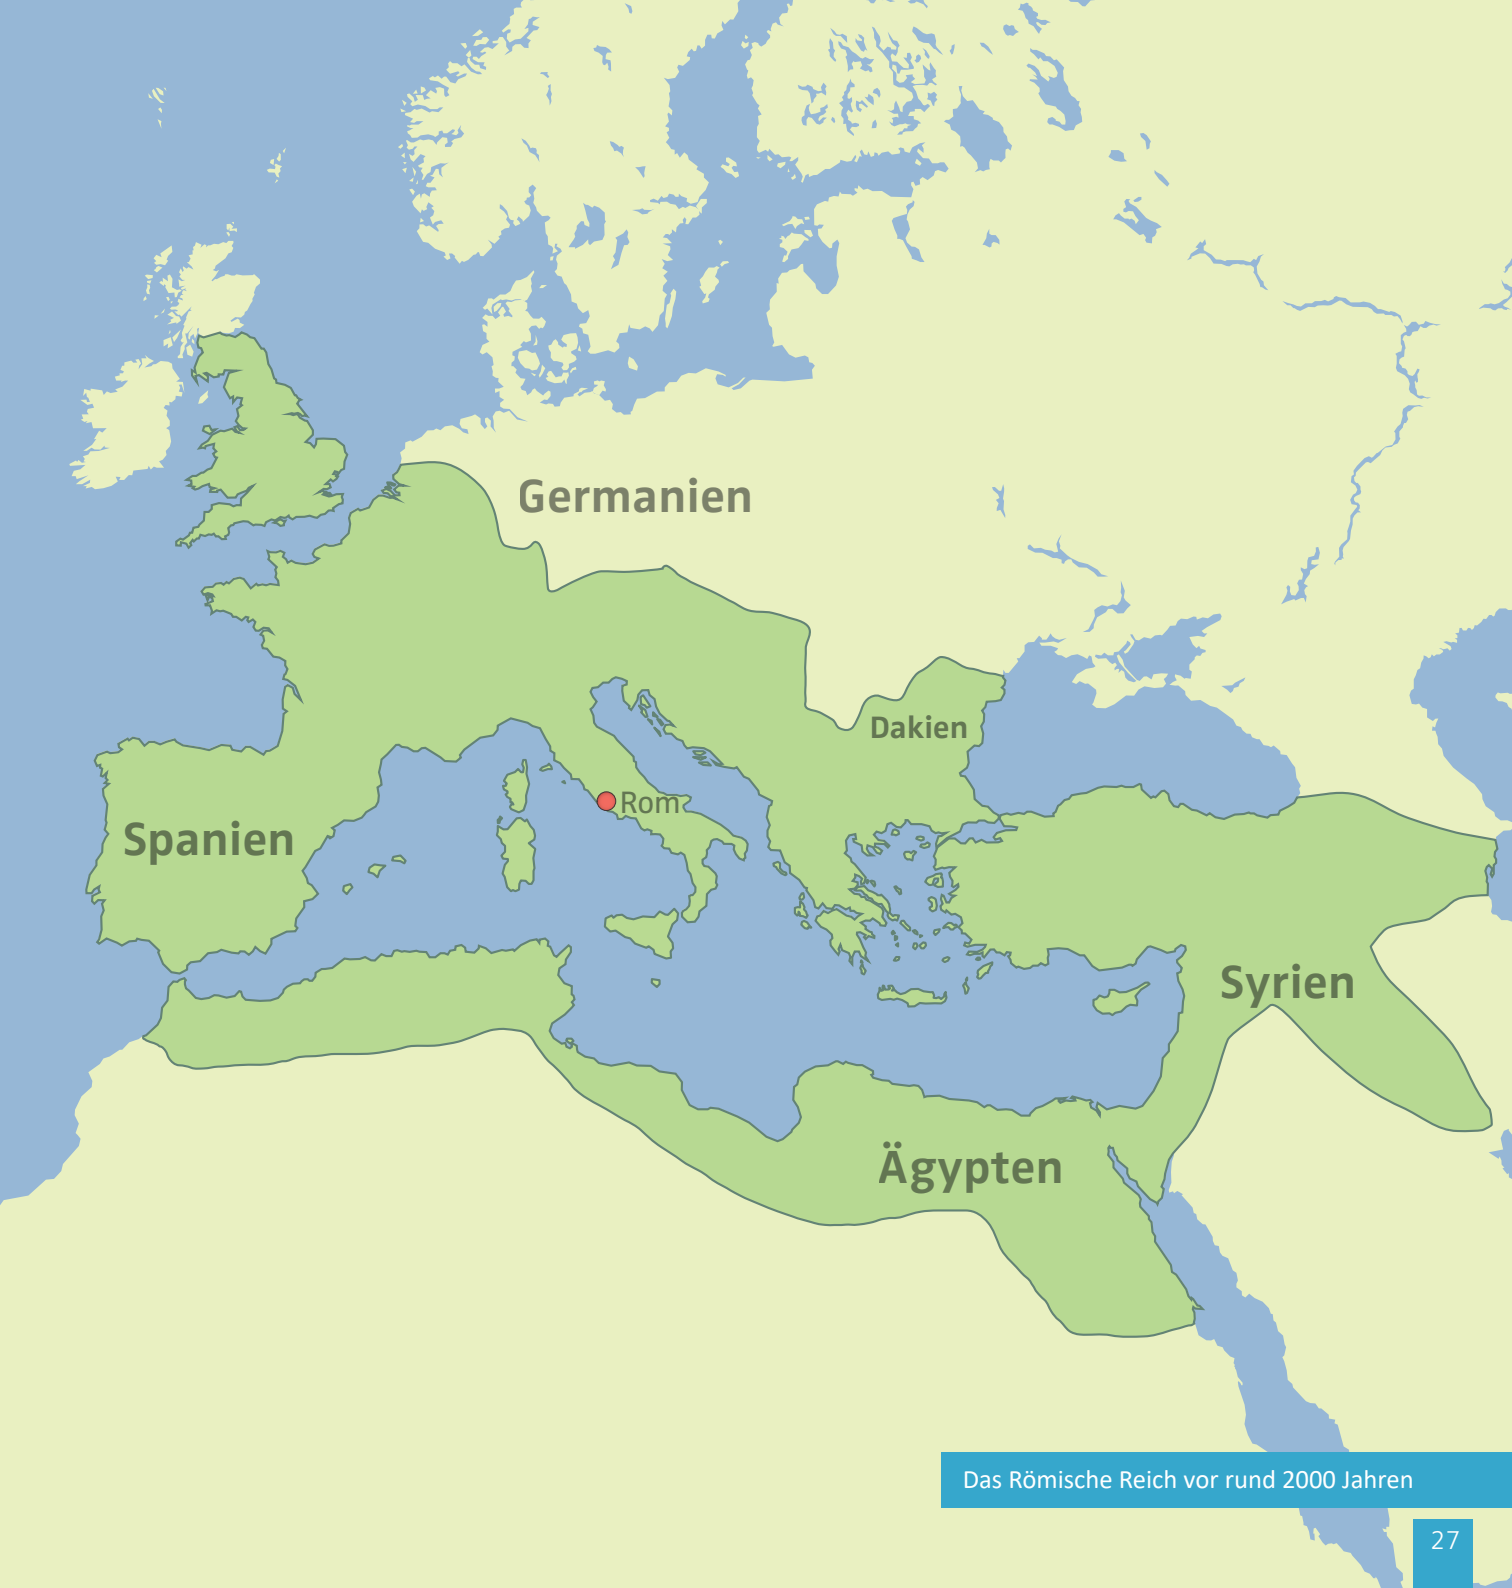 Germanien
Dakien
Rom
Spanien
Syrien
Ägypten
Das Römische Reich vor rund 2000 Jahren
27